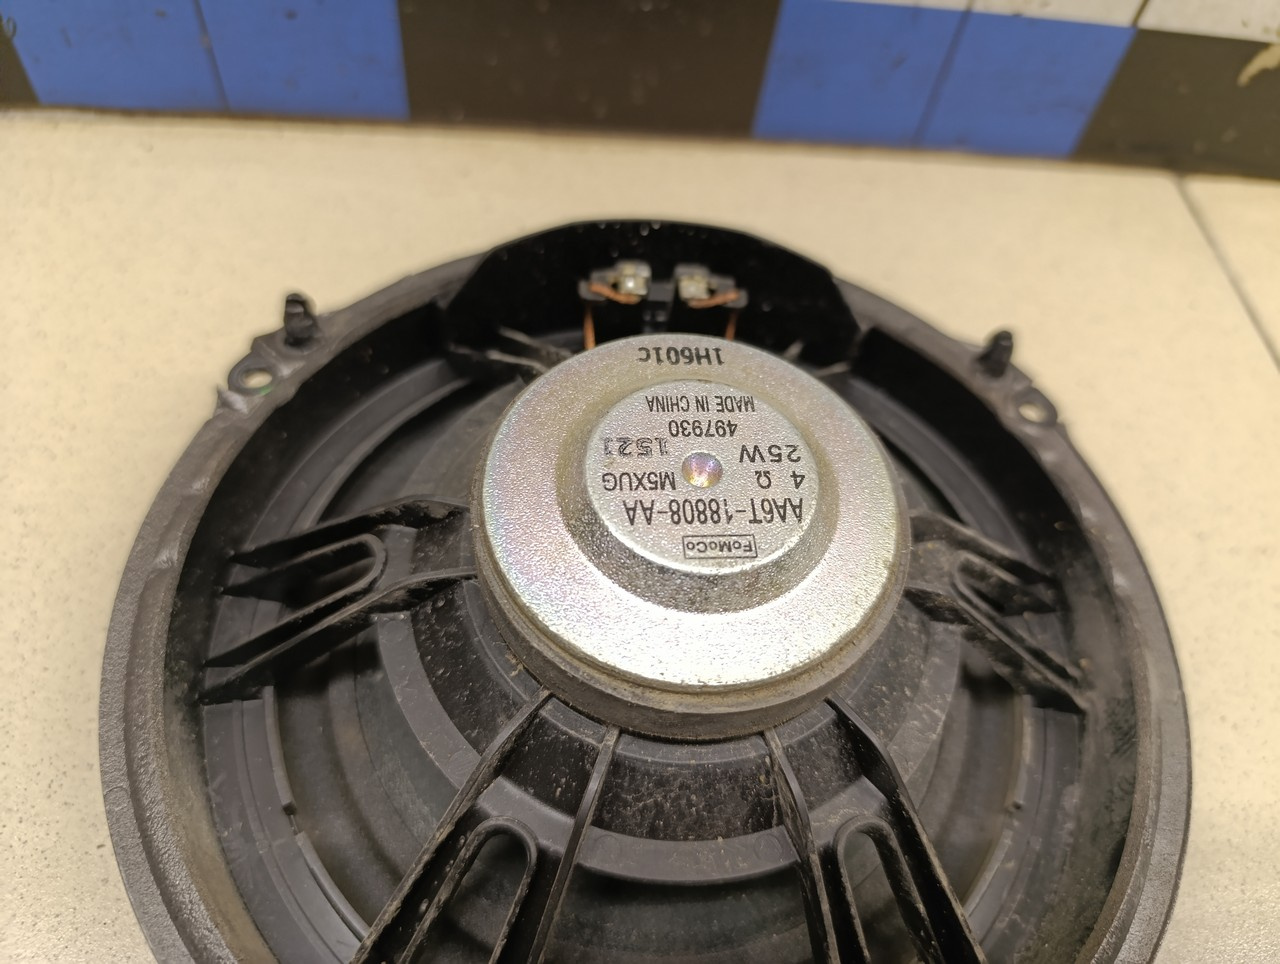 FoMoCo
AA6T-18808-AA
4 Ω M5XUG
25W 1521
497930
MADE IN CHINA
1H601C